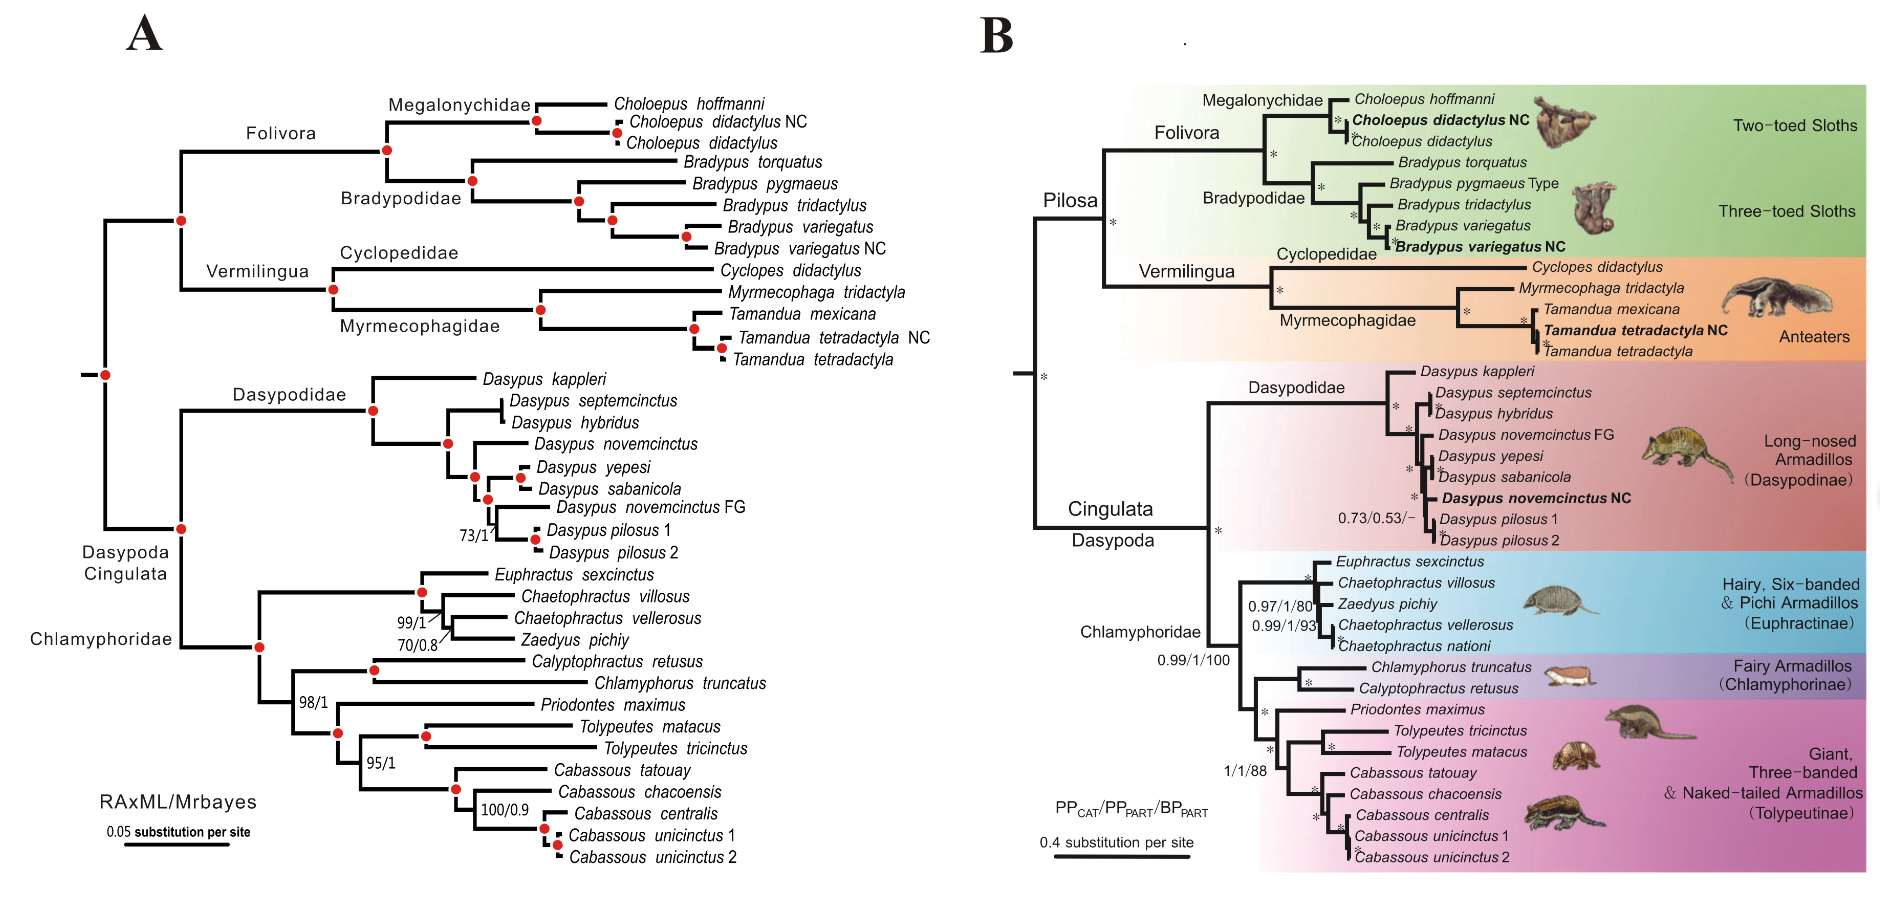 A
Megalonychidae
Choloepus hoffmanni
Choloepus didactylus NC
Folivora
Choloepus didactylus
Bradypus torquatus
Bradypus pygmaeus
Bradypodidae
Bradypus tridactylus
Bradypus variegatus
Bradypus variegatus NC
Cyclopedidae
Vermilingua
Cyclopes didactylus
Myrmecophaga tridactyla
Tamandua mexicana
Myrmecophagidae
Tamandua tetradactyla NC
Tamandua tetradactyla
Dasypus kappleri
Dasypodidae
Dasypus septemcinctus
Dasypus hybridus
Dasypus novemcinctus
Dasypus yepesi
Dasypus sabanicola
Dasypus novemcinctus FG
73/1
Dasypus pilosus 1
Dasypus pilosus 2
Dasypoda
Cingulata
Euphractus sexcinctus
Chaetophractus villosus
99/1
Chaetophractus vellerosus
Chlamyphoridae
70/0.8
Zaedyus pichiy
Calyptophractus retusus
Chlamyphorus truncatus
98/1
Priodontes maximus
Tolypeutes matacus
Tolypeutes tricinctus
95/1
Cabassous tatouay
Cabassous chacoensis
RAxML/Mrbayes
100/0.9
Cabassous centralis
0.05 substitution per site
Cabassous unicinctus 1
Cabassous unicinctus 2
B
Megalonychidae
Choloepus hoffmanni
* Choloepus didactylus NC
Two-toed Sloths
Folivora
* Choloepus didactylus
*
Bradypus torquatus
*
Bradypus pygmaeus Type
Pilosa
Bradypodidae
Bradypus tridactylus
Three-toed Sloths
*
*
*
Bradypus variegatus
* Bradypus variegatus NC
Cyclopedidae
Vermilingua
Cyclopes didactylus
*
Myrmecophaga tridactyla
Myrmecophagidae
*
Tamandua mexicana
*
Tamandua tetradactyla NC
Anteaters
* Tamandua tetradactyla
*
Dasypus kappleri
Dasypodidae
Dasypus septemcinctus
*
*
Dasypus hybridus
*
Dasypus novemcinctus FG
Long-nosed
Armadillos
(Dasypodinae)
Dasypus yepesi
*
*
Dasypus sabanicola
*
Dasypus novemcinctus NC
Cingulata
0.73/0.53/-
Dasypus pilosus 1
Dasypoda
*
* Dasypus pilosus 2
Euphractus sexcinctus
*
Chaetophractus villosus
Hairy, Six-banded
& Pichi Armadillos
(Euphractinae)
0.97/1/80
Zaedyus pichiy
0.99/1/93
Chaetophractus vellerosus
Chlamyphoridae
* Chaetophractus nationi
0.99/1/100
Chlamyphorus truncatus
Fairy Armadillos
(Chlamyphorinae)
*
Calyptophractus retusus
*
Priodontes maximus
*
Tolypeutes tricinctus
*
Tolypeutes matacus
Giant,
Three-banded
& Naked-tailed Armadillos
(Tolypeutinae)
1/1/88
Cabassous tatouay
*
Cabassous chacoensis
PPCAT/PPPART/BPPART
*
Cabassous centralis
*
0.4 substitution per site
Cabassous unicinctus 1
* Cabassous unicinctus 2